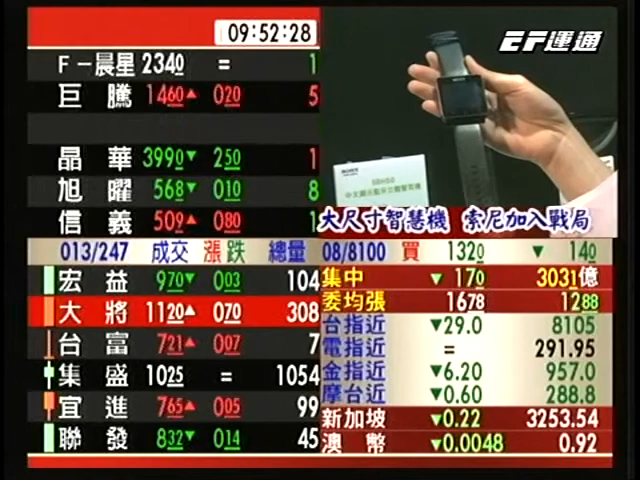 09:52:28
F－晨星 2340 = 1
巨騰 1460▲ 020 5
晶華 3990▼ 250 1
旭曜 568▼ 010 8
信義 509▲ 080 1
013/247 成交 漲跌 總量
宏益 970▼ 003 104
大將 1120▲ 070 308
台富 721▲ 007 7
集盛 1025 = 1054
宜進 765▲ 005 99
聯發 832▼ 014 45
EF運通
SONY
SBH50
大尺寸智慧機 索尼加入戰局
08/8100 買 1320 ▼ 140
集中 ▼ 170 3031億
委均張 1678 1288
台指近 ▼29.0 8105
電指近 = 291.95
金指近 ▼6.20 957.0
摩台近 ▼0.60 288.8
新加坡 ▼0.22 3253.54
澳幣 ▼0.0048 0.92